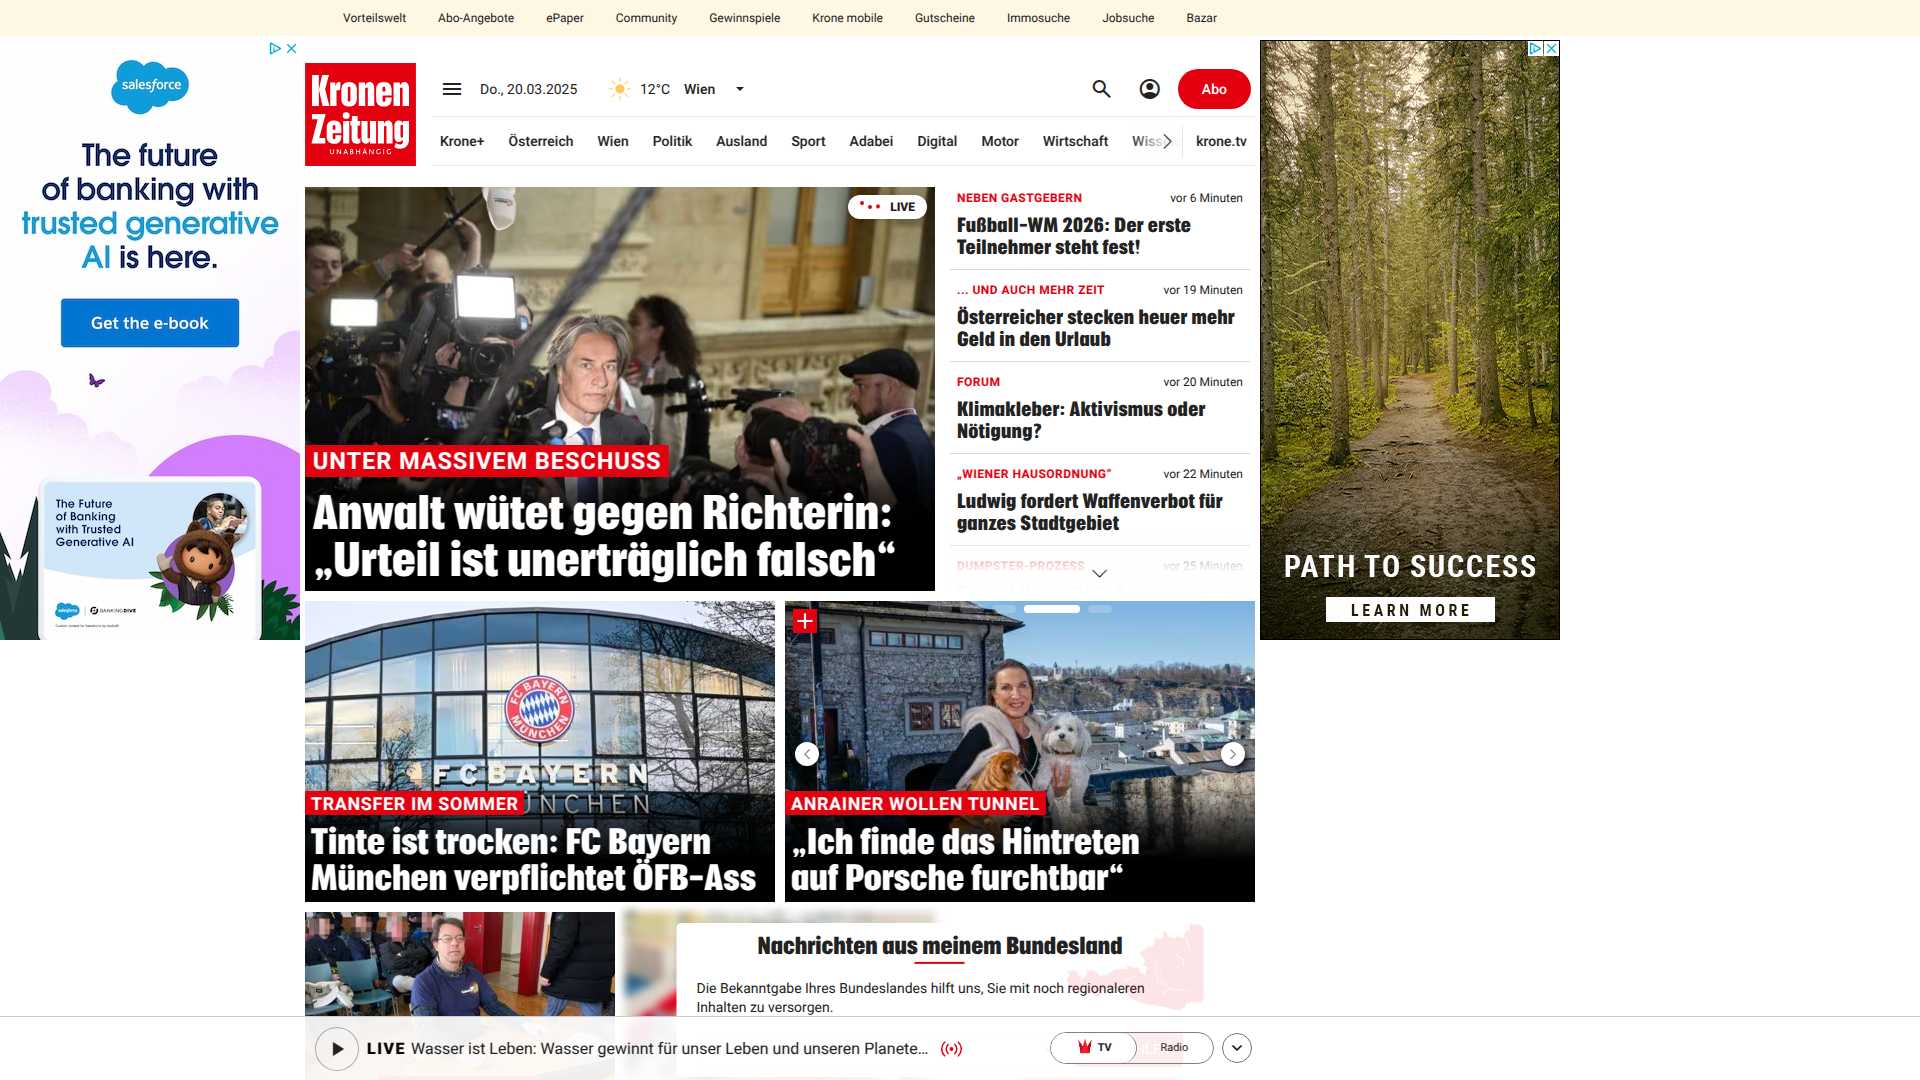 Vorteilswelt
Abo-Angebote
ePaper
Community
Gewinnspiele
Krone mobile
Gutscheine
Immosuche
Jobsuche
Bazar
salesforce
The future
of banking with
trusted generative
AI is here.
Get the e-book
The Future
of Banking
with Trusted
Generative AI
salesforce
BANKINGDIVE
Kronen
Zeitung
UNABHÄNGIG
Do., 20.03.2025
12°C Wien
Abo
Krone+
Österreich
Wien
Politik
Ausland
Sport
Adabei
Digital
Motor
Wirtschaft
Wiss
krone.tv
LIVE
UNTER MASSIVEM BESCHUSS
Anwalt wütet gegen Richterin:
„Urteil ist unerträglich falsch“
NEBEN GASTGEBERN vor 6 Minuten
Fußball-WM 2026: Der erste
Teilnehmer steht fest!
... UND AUCH MEHR ZEIT vor 19 Minuten
Österreicher stecken heuer mehr
Geld in den Urlaub
FORUM vor 20 Minuten
Klimakleber: Aktivismus oder
Nötigung?
„WIENER HAUSORDNUNG“ vor 22 Minuten
Ludwig fordert Waffenverbot für
ganzes Stadtgebiet
DUMPSTER-PROZESS vor 25 Minuten
PATH TO SUCCESS
LEARN MORE
FC BAYERN
MÜNCHEN
FC BAYERN
ÜNCHEN
TRANSFER IM SOMMER
Tinte ist trocken: FC Bayern
München verpflichtet ÖFB-Ass
ANRAINER WOLLEN TUNNEL
„Ich finde das Hintreten
auf Porsche furchtbar“
Nachrichten aus meinem Bundesland
Die Bekanntgabe Ihres Bundeslandes hilft uns, Sie mit noch regionaleren
Inhalten zu versorgen.
LIVE Wasser ist Leben: Wasser gewinnt für unser Leben und unseren Planete...
TV
Radio